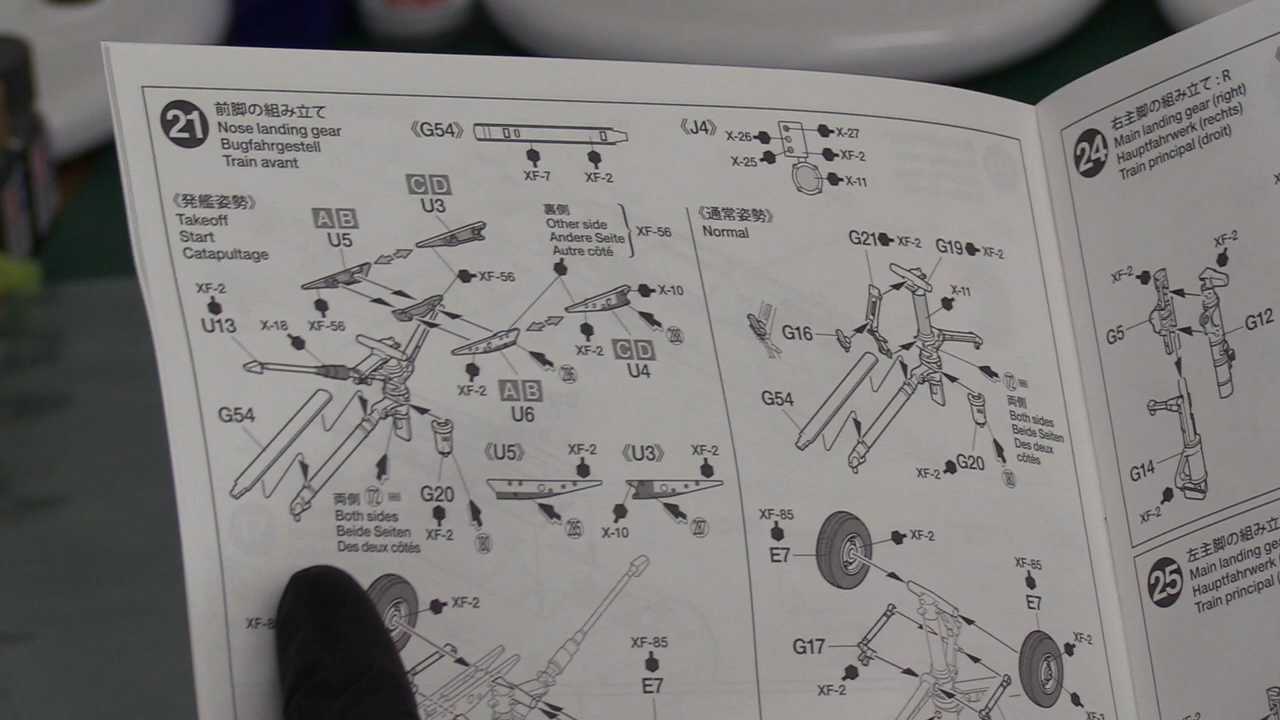 21
前脚の組み立て
Nose landing gear
Bugfahrgestell
Train avant
《G54》
XF-7
XF-2
《J4》
X-26
X-27
X-25
XF-2
X-11
《発艦姿勢》
Takeoff
Start
Catapultage
C D
U3
A B
U5
裏側
Other side
Andere Seite
Autre côté
XF-56
XF-56
X-10
XF-2
U13
X-18
XF-56
XF-2
C D
U4
XF-2
A B
U6
G54
両側 172
Both sides
Beide Seiten
Des deux côtés
G20
XF-2
《U5》
XF-2
《U3》
XF-2
X-10
XF-2
XF-85
E7
《通常姿勢》
Normal
G21
XF-2
G19
XF-2
X-11
G16
G54
両側
Both sides
Beide Seiten
Des deux
côtés
XF-2
G20
XF-85
E7
XF-2
XF-85
E7
XF-2
G17
XF-2
24
右主脚の組み立て：R
Main landing gear (right)
Hauptfahrwerk (rechts)
Train principal (droit)
XF-2
XF-2
G5
G12
G14
XF-2
25
左主脚の組み立
Main landing gea
Hauptfahrwerk
Train principal